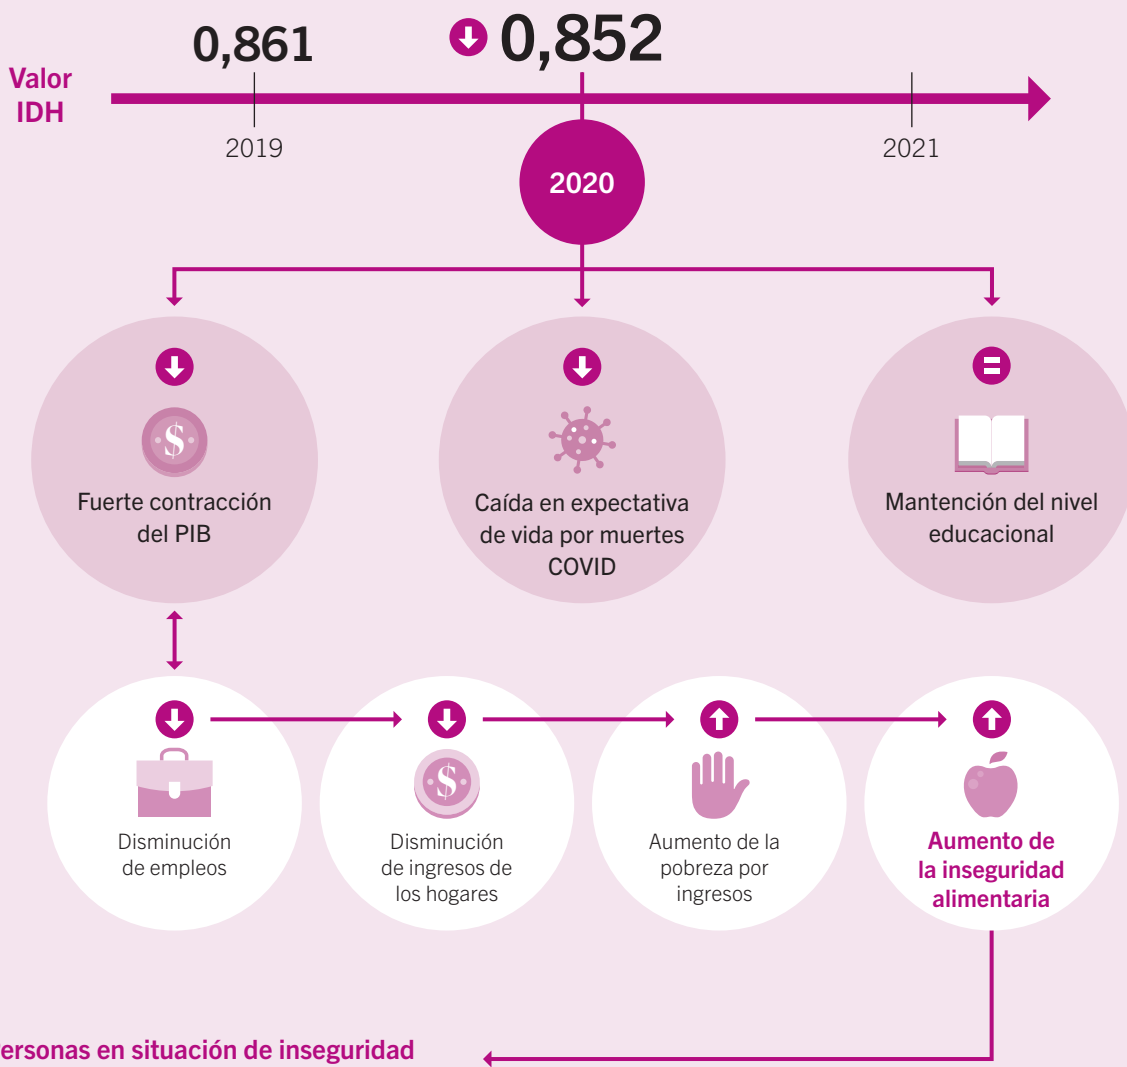 0,861
0,852
Valor
IDH
2019
2021
2020
$
Fuerte contracción
del PIB
Caída en expectativa
de vida por muertes
COVID
=
Mantención del nivel
educacional
Disminución
de empleos
$
Disminución
de ingresos de
los hogares
Aumento de la
pobreza por
ingresos
Aumento de
la inseguridad
alimentaria
ersonas en situación de inseguridad